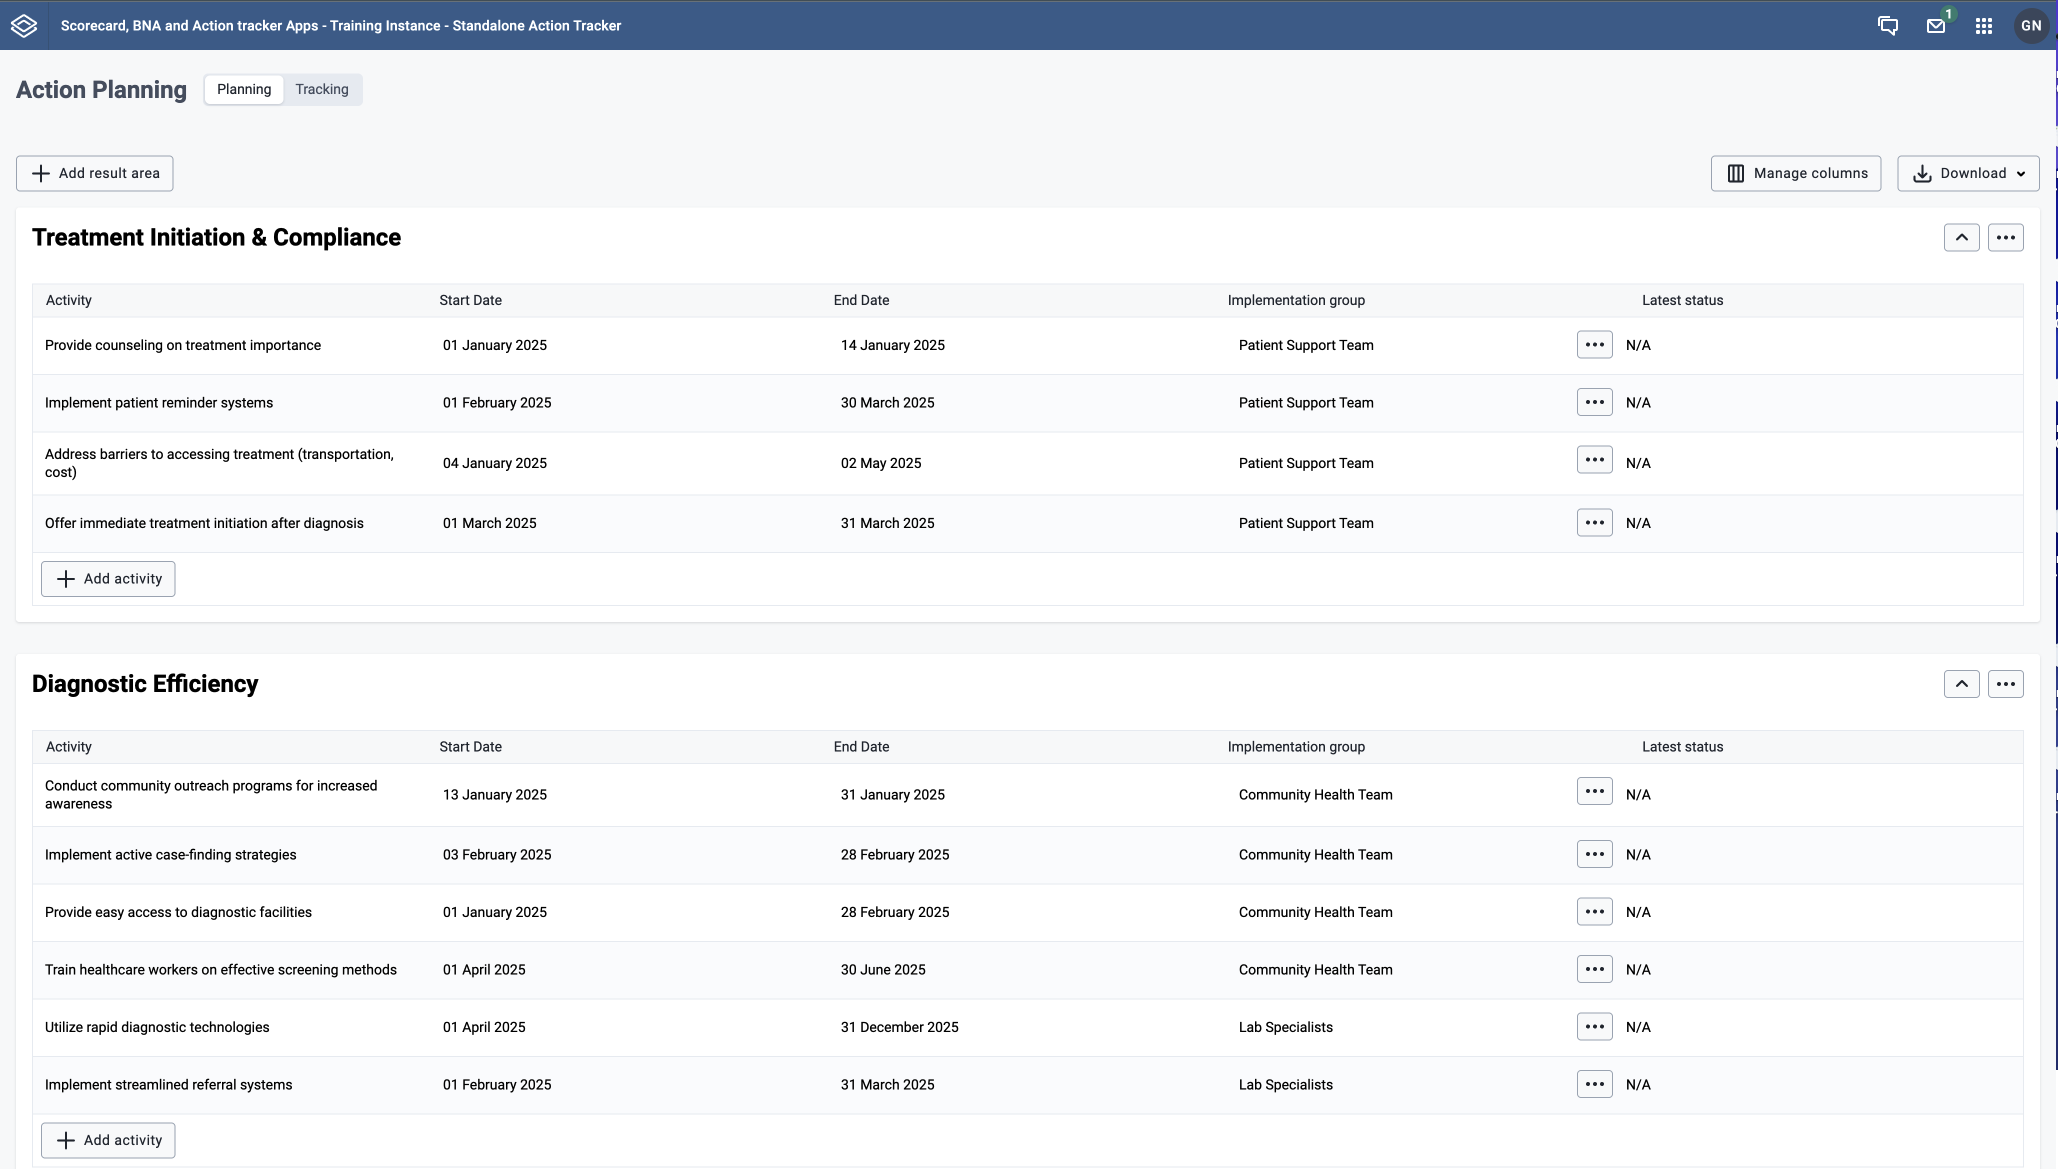 Scorecard, BNA and Action tracker Apps - Training Instance - Standalone Action Tracker
1
GN
Action Planning
Planning
Tracking
Add result area
Manage columns
Download
Treatment Initiation & Compliance
Activity Start Date End Date Implementation group Latest status
Provide counseling on treatment importance 01 January 2025 14 January 2025 Patient Support Team N/A
Implement patient reminder systems 01 February 2025 30 March 2025 Patient Support Team N/A
Address barriers to accessing treatment (transportation,
cost) 04 January 2025 02 May 2025 Patient Support Team N/A
Offer immediate treatment initiation after diagnosis 01 March 2025 31 March 2025 Patient Support Team N/A
Add activity
Diagnostic Efficiency
Activity Start Date End Date Implementation group Latest status
Conduct community outreach programs for increased
awareness 13 January 2025 31 January 2025 Community Health Team N/A
Implement active case-finding strategies 03 February 2025 28 February 2025 Community Health Team N/A
Provide easy access to diagnostic facilities 01 January 2025 28 February 2025 Community Health Team N/A
Train healthcare workers on effective screening methods 01 April 2025 30 June 2025 Community Health Team N/A
Utilize rapid diagnostic technologies 01 April 2025 31 December 2025 Lab Specialists N/A
Implement streamlined referral systems 01 February 2025 31 March 2025 Lab Specialists N/A
Add activity